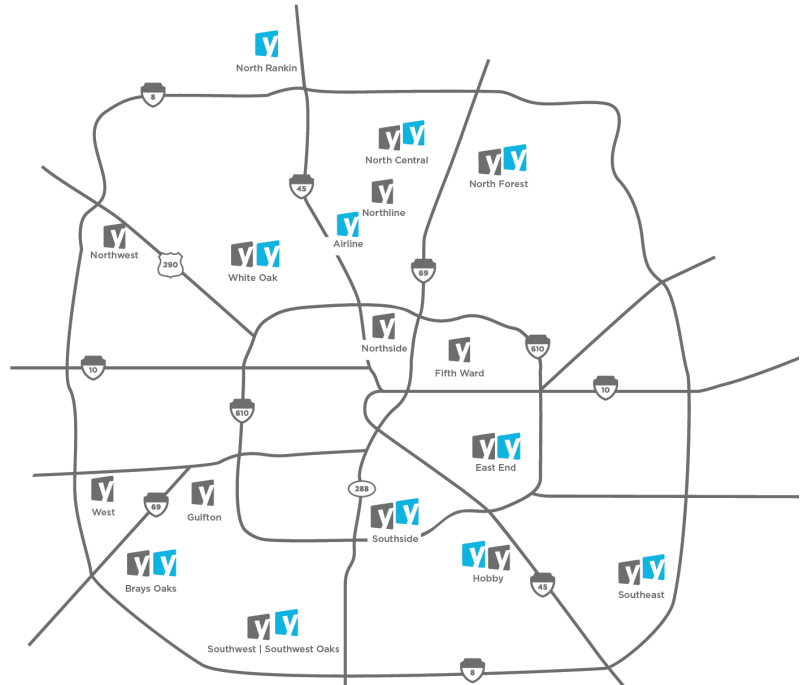 y
North Rankin
8
y y
North Central
y y
North Forest
45
y
Northline
y
Airline
y
Northwest
290
y y
White Oak
69
y
Northside
y
Fifth Ward
610
10
10
610
y y
East End
y
West
69
y
Gulfton
288
y y
Southside
y y
Brays Oaks
y y
Hobby
45
y y
Southeast
y y
Southwest | Southwest Oaks
8